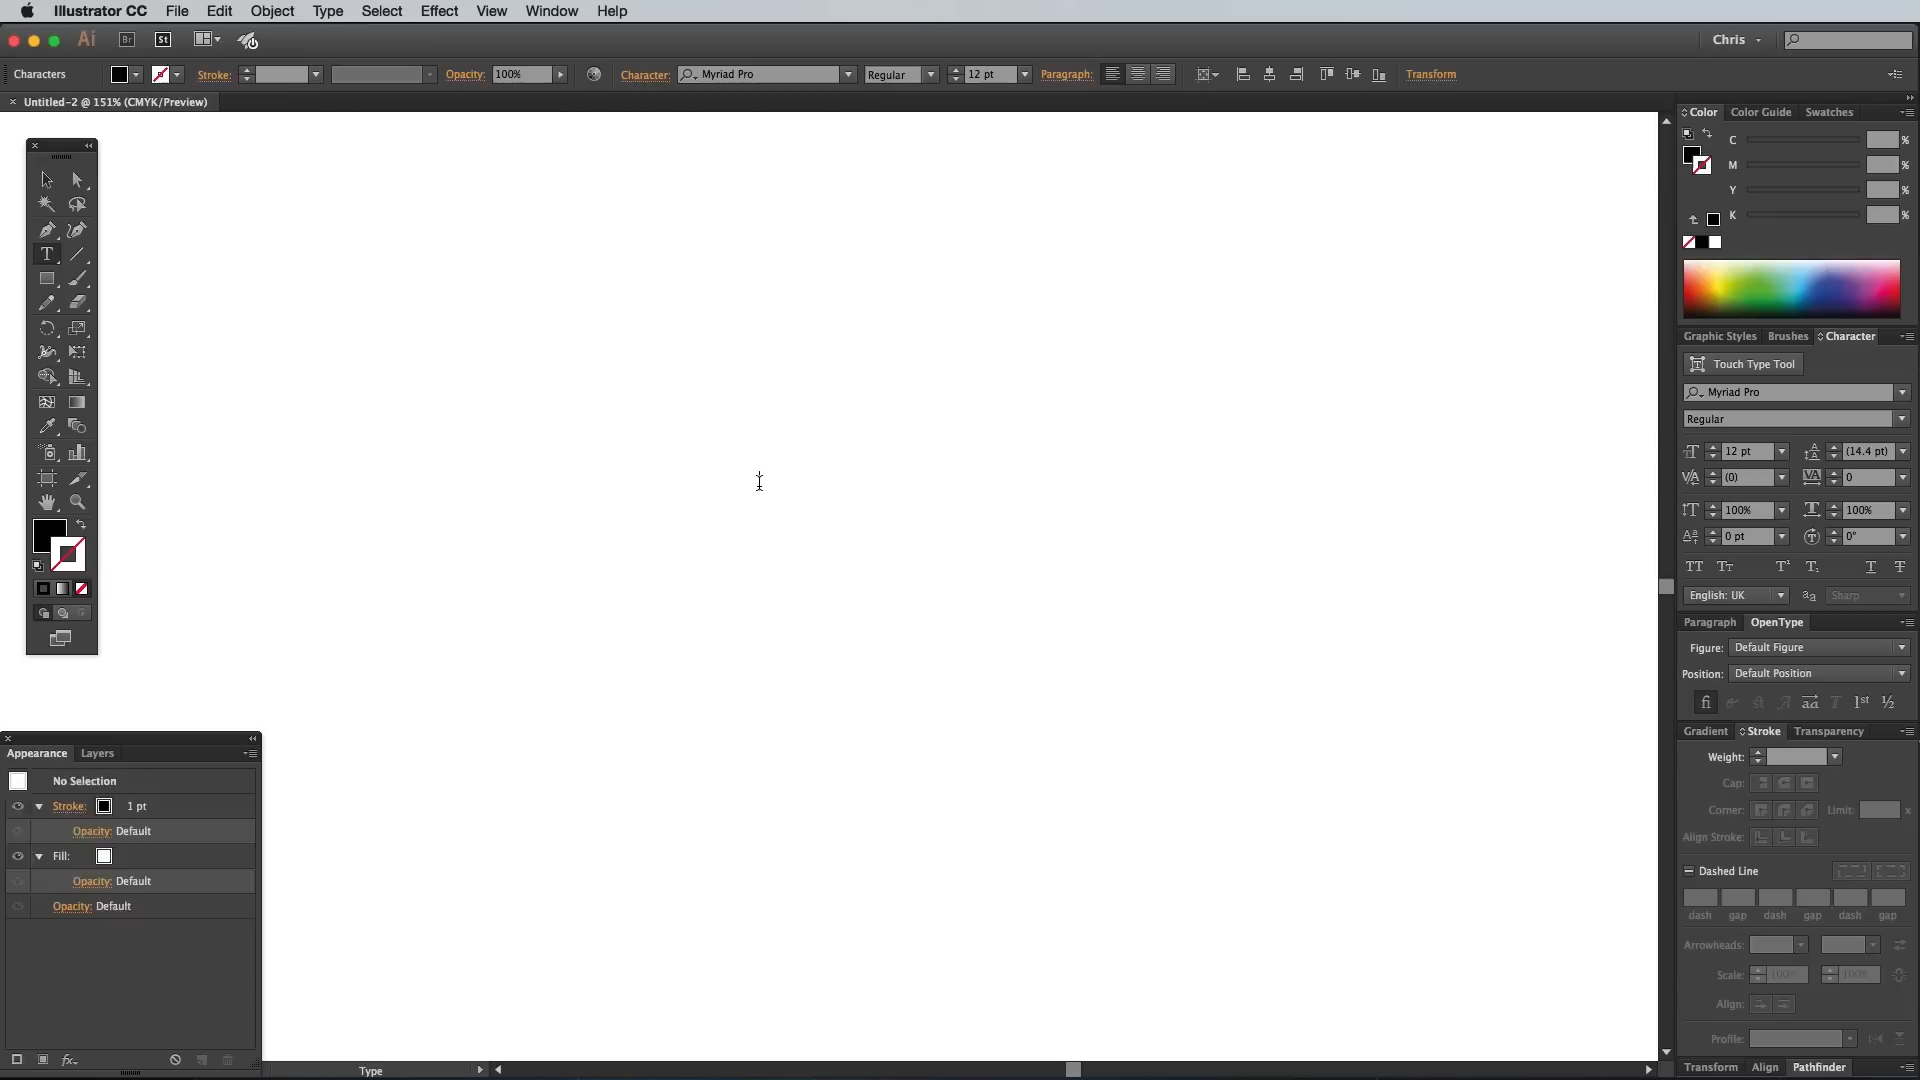 Illustrator CC File Edit Object Type Select Effect View Window Help
Ai Br St Chris
Characters Stroke: Opacity: 100% Character: Myriad Pro Regular 12 pt Paragraph: Transform
Untitled-2 @ 151% (CMYK/Preview)
Color Color Guide Swatches
C %
M %
Y %
K %
Graphic Styles Brushes Character
Touch Type Tool
Myriad Pro
Regular
12 pt (14.4 pt)
(0) 0
100% 100%
0 pt 0°
English: UK Sharp
Paragraph OpenType
Figure: Default Figure
Position: Default Position
Gradient Stroke Transparency
Weight:
Cap:
Corner: Limit: x
Align Stroke:
Dashed Line
dash gap dash gap dash gap
Arrowheads:
Scale: 100% 100%
Align:
Profile:
Transform Align Pathfinder
Appearance Layers
No Selection
Stroke: 1 pt
Opacity: Default
Fill:
Opacity: Default
Opacity: Default
fx
Type